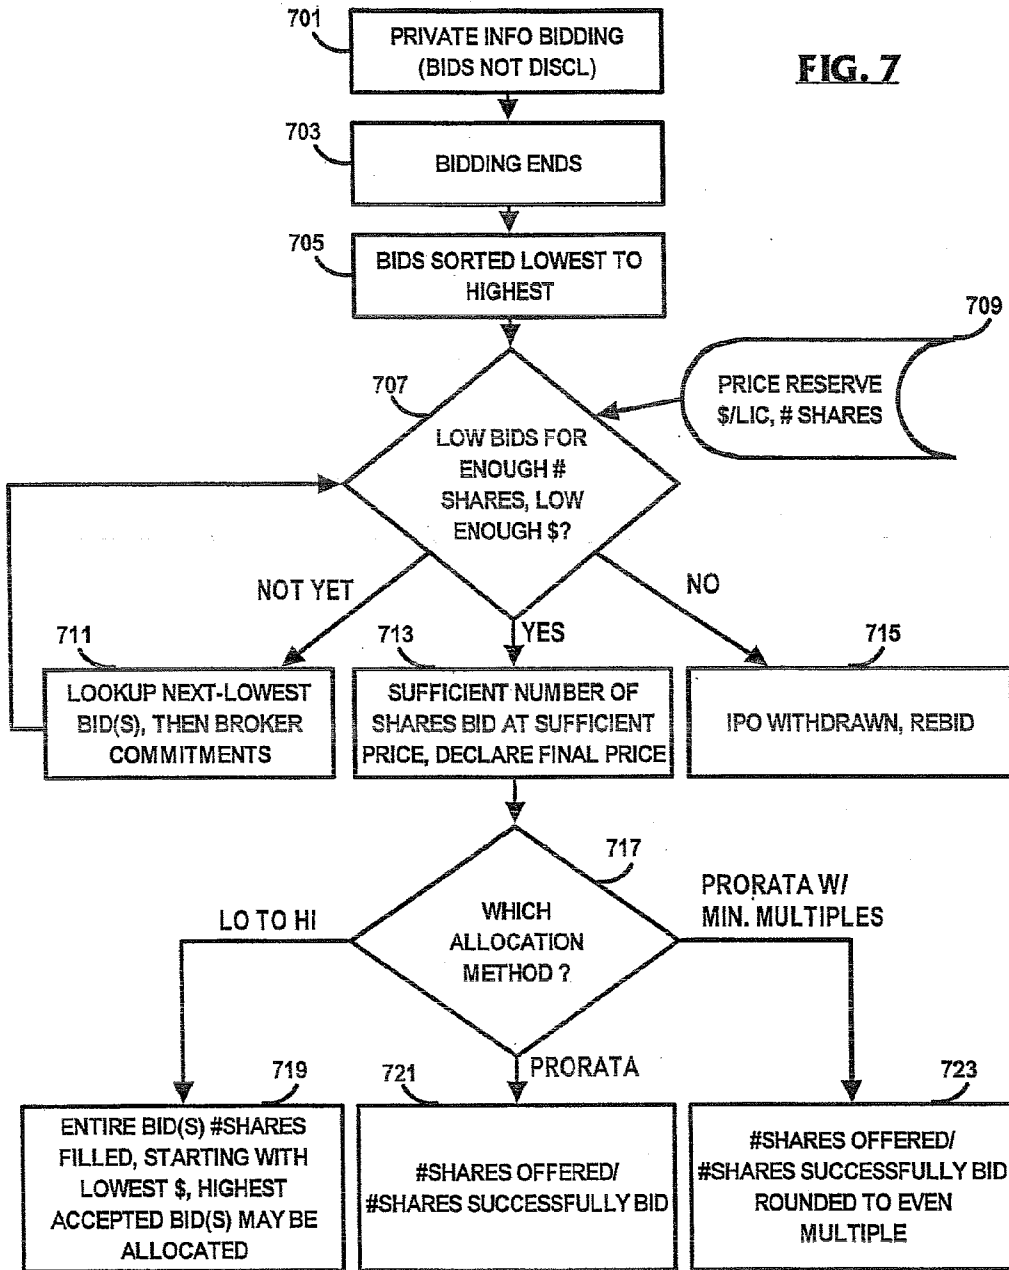 701
PRIVATE INFO BIDDING
(BIDS NOT DISCL)
FIG. 7
703
BIDDING ENDS
705
BIDS SORTED LOWEST TO
HIGHEST
709
PRICE RESERVE
$/LIC, # SHARES
707
LOW BIDS FOR
ENOUGH #
SHARES, LOW
ENOUGH $?
NOT YET
YES
NO
711
LOOKUP NEXT-LOWEST
BID(S), THEN BROKER
COMMITMENTS
713
SUFFICIENT NUMBER OF
SHARES BID AT SUFFICIENT
PRICE, DECLARE FINAL PRICE
715
IPO WITHDRAWN, REBID
717
WHICH
ALLOCATION
METHOD ?
LO TO HI
PRORATA
PRORATA W/
MIN. MULTIPLES
719
ENTIRE BID(S) #SHARES
FILLED, STARTING WITH
LOWEST $, HIGHEST
ACCEPTED BID(S) MAY BE
ALLOCATED
721
#SHARES OFFERED/
#SHARES SUCCESSFULLY BID
723
#SHARES OFFERED/
#SHARES SUCCESSFULLY BID
ROUNDED TO EVEN
MULTIPLE